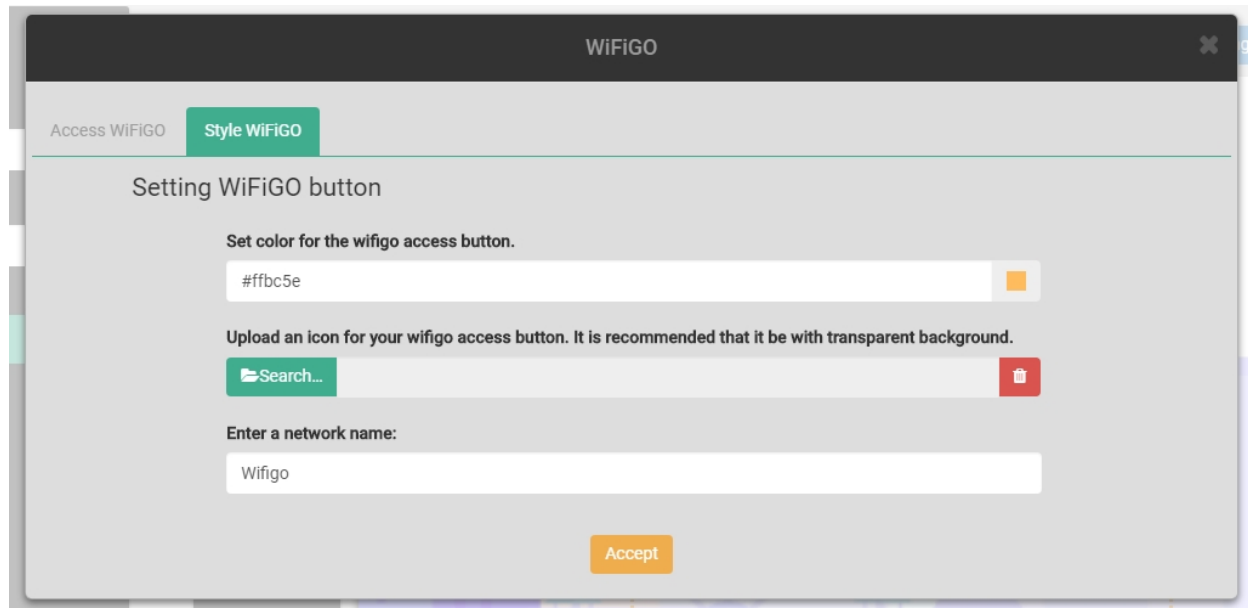 WiFiGO
Access WiFiGO
Style WiFiGO
Setting WiFiGO button
Set color for the wifigo access button.
#ffbc5e
Upload an icon for your wifigo access button. It is recommended that it be with transparent background.
Search...
Enter a network name:
Wifigo
Accept